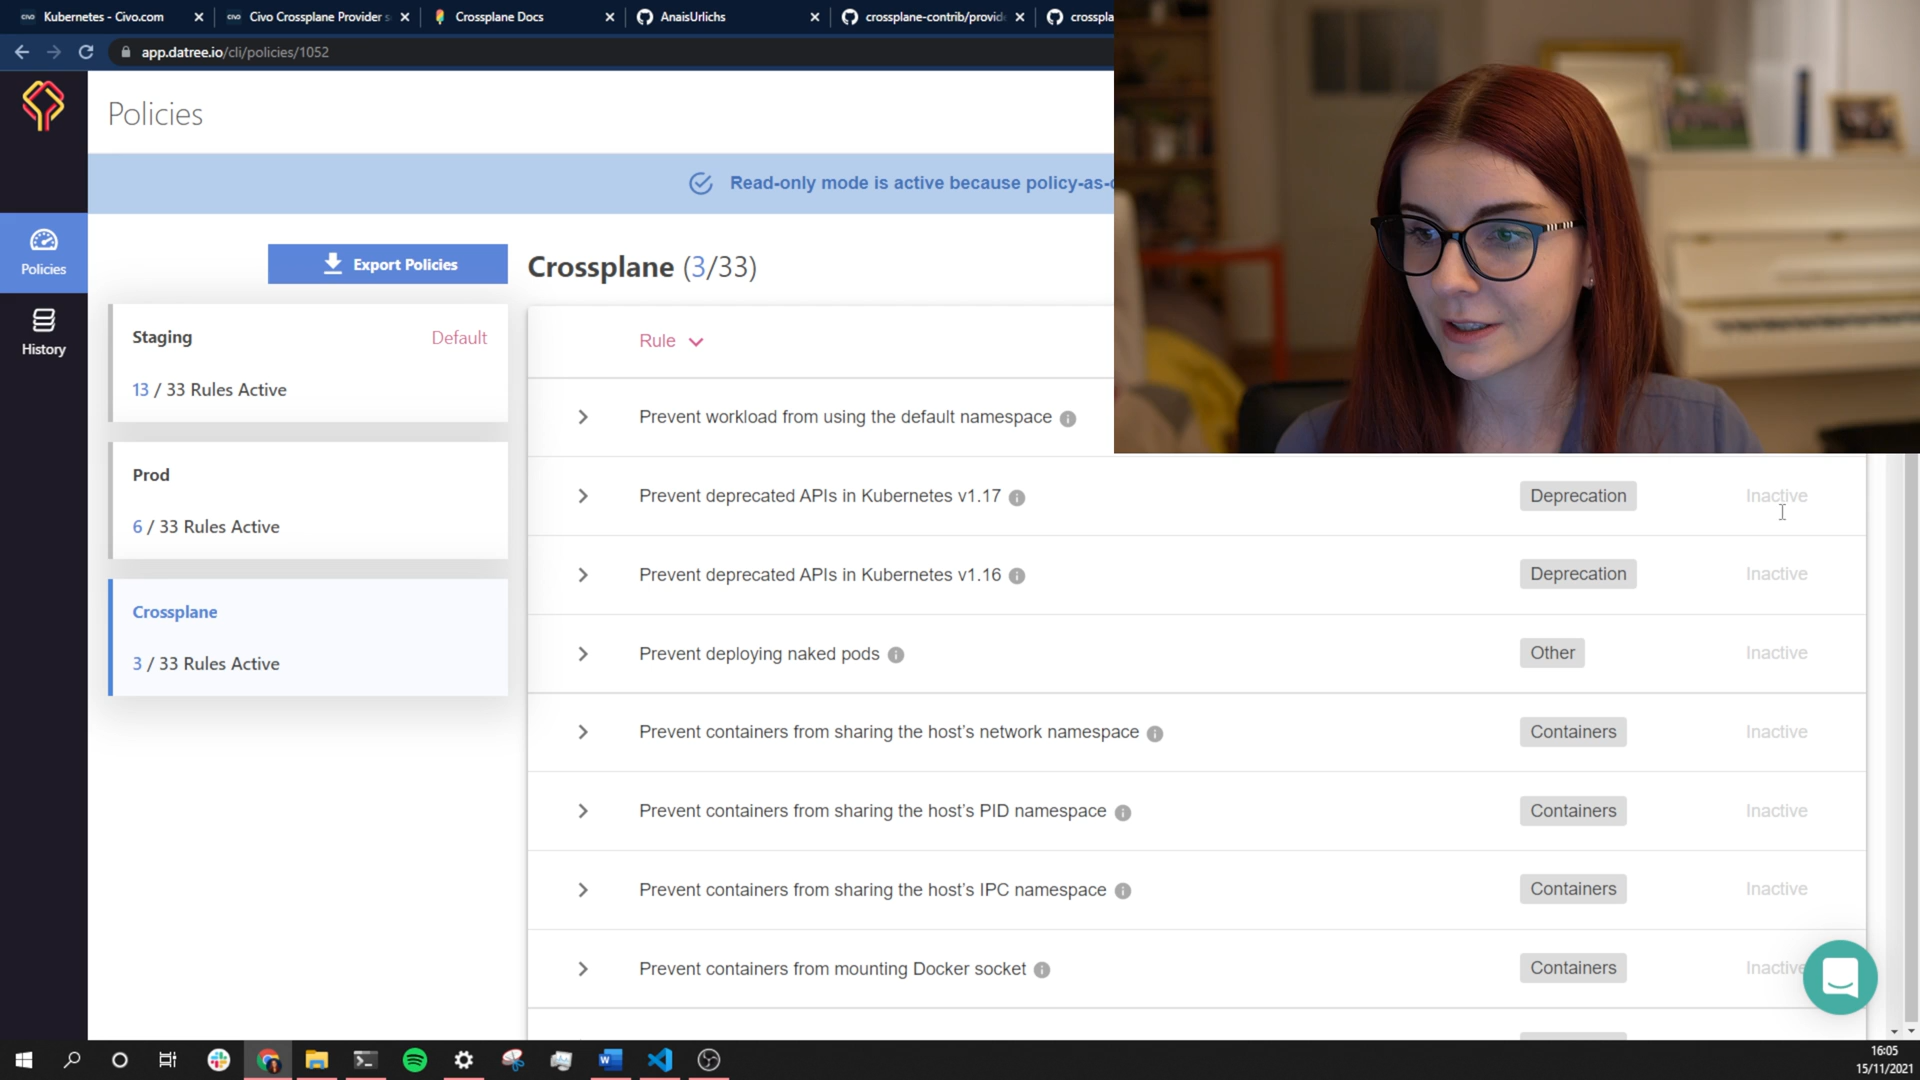 Kubernetes - Civo.com
Civo Crossplane Provider s
Crossplane Docs
AnaisUrlichs
crossplane-contrib/provid
crosspla
app.datree.io/cli/policies/1052
Policies
Read-only mode is active because policy-as-c
Policies
History
Export Policies
Staging
Default
13 / 33 Rules Active
Prod
6 / 33 Rules Active
Crossplane
3 / 33 Rules Active
Crossplane (3/33)
Rule
Prevent workload from using the default namespace
Prevent deprecated APIs in Kubernetes v1.17
Deprecation
Inactive
Prevent deprecated APIs in Kubernetes v1.16
Deprecation
Inactive
Prevent deploying naked pods
Other
Inactive
Prevent containers from sharing the host’s network namespace
Containers
Inactive
Prevent containers from sharing the host’s PID namespace
Containers
Inactive
Prevent containers from sharing the host’s IPC namespace
Containers
Inactive
Prevent containers from mounting Docker socket
Containers
Inactive
16:05
15/11/2021